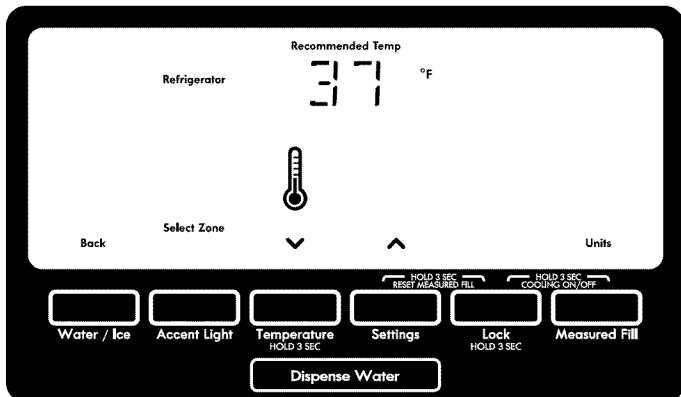 Recommended Temp
Refrigerator 37 °F
Select Zone
Back Units
HOLD 3 SEC HOLD 3 SEC
RESET MEASURED FILL COOLING ON/OFF
Water / Ice Accent Light Temperature Settings Lock Measured Fill
HOLD 3 SEC HOLD 3 SEC
Dispense Water